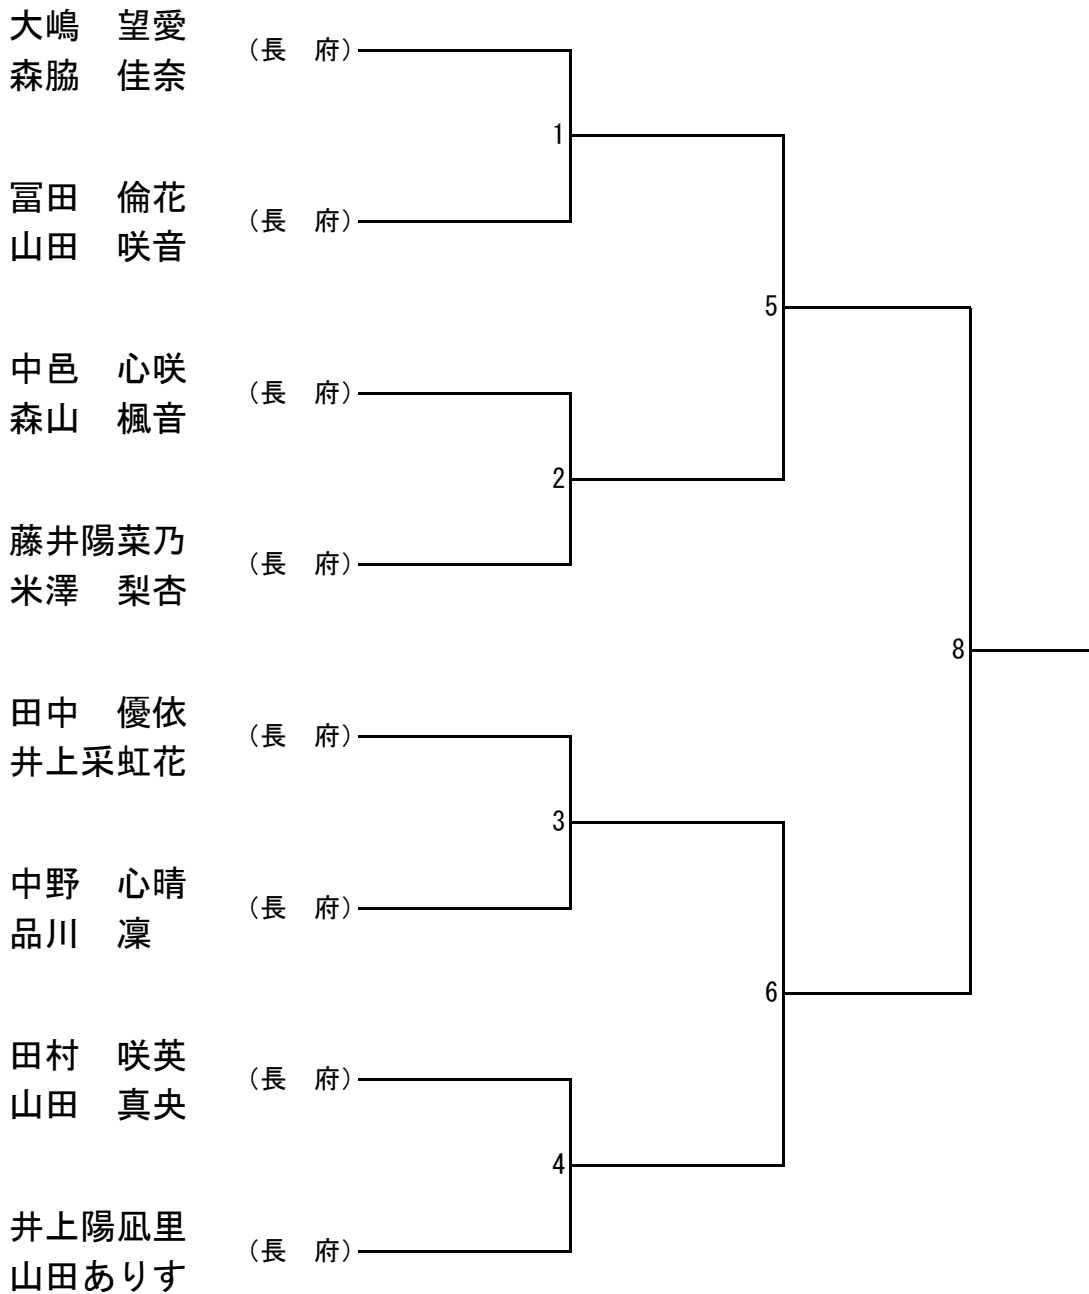 大嶋　望愛
森脇　佳奈
（長　府）
1
冨田　倫花
山田　咲音
（長　府）
5
中邑　心咲
森山　楓音
（長　府）
2
藤井陽菜乃
米澤　梨杏
（長　府）
8
田中　優依
井上采虹花
（長　府）
3
中野　心晴
品川　凜
（長　府）
6
田村　咲英
山田　真央
（長　府）
4
井上陽凪里
山田ありす
（長　府）